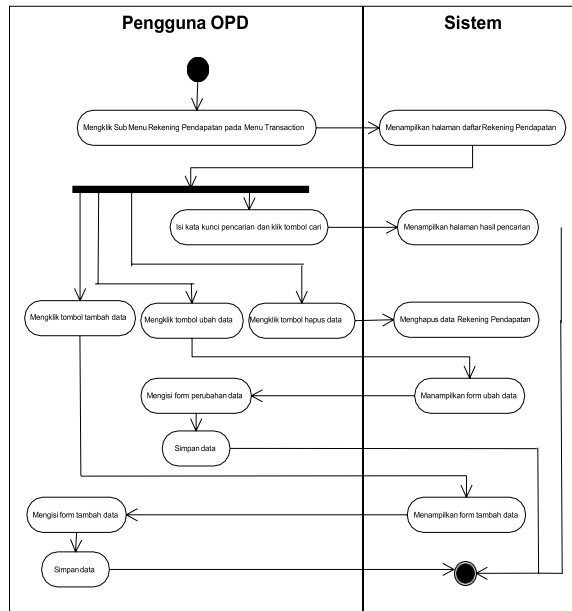 Pengguna OPD
Sistem
Mengklik Sub Menu Rekening Pendapatan pada Menu Transaction
Menampilkan halaman daftar Rekening Pendapatan
Isi kata kunci pencarian dan klik tombol cari
Menampilkan halaman hasil pencarian
Mengklik tombol tambah data
Mengklik tombol ubah data
Mengklik tombol hapus data
Menghapus data Rekening Pendapatan
Mengisi form perubahan data
Manampilkan form ubah data
Simpan data
Mengisi form tambah data
Menampilkan form tambah data
Simpan data